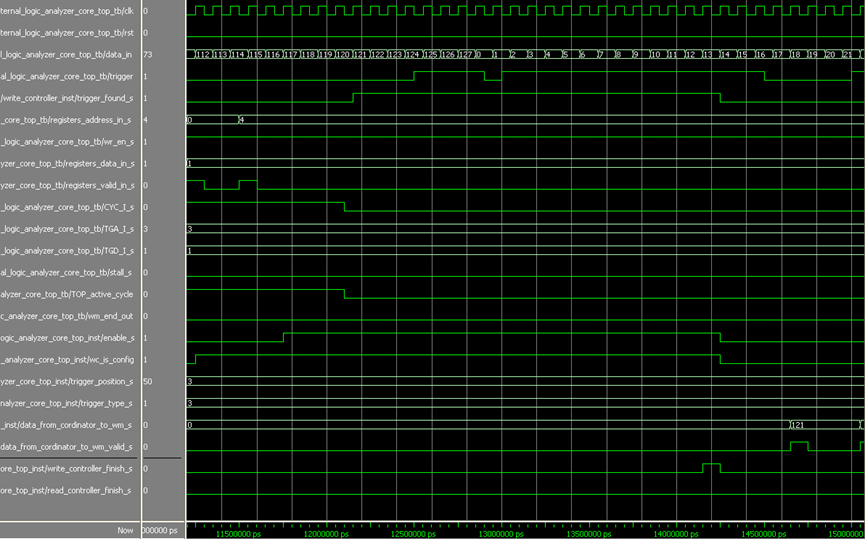 ternal_logic_analyzer_core_top_tb/clk 0
ternal_logic_analyzer_core_top_tb/rst 0
l_logic_analyzer_core_top_tb/data_in 73 112 113 114 115 116 117 118 119 120 121 122 123 124 125 126 127 0 1 2 3 4 5 6 7 8 9 10 11 12 13 14 15 16 17 18 19 20 21
al_logic_analyzer_core_top_tb/trigger 1
/write_controller_inst/trigger_found_s 1
_core_top_tb/registers_address_in_s 4 0 4
_logic_analyzer_core_top_tb/wr_en_s 1
yzer_core_top_tb/registers_data_in_s 1 1
yzer_core_top_tb/registers_valid_in_s 0
_logic_analyzer_core_top_tb/CYC_I_s 0
_logic_analyzer_core_top_tb/TGA_I_s 3 3
_logic_analyzer_core_top_tb/TGD_I_s 1 1
al_logic_analyzer_core_top_tb/stall_s 0
alyzer_core_top_tb/TOP_active_cycle 0
c_analyzer_core_top_tb/wm_end_out 0
ogic_analyzer_core_top_inst/enable_s 1
_analyzer_core_top_inst/wc_is_config 1
yzer_core_top_inst/trigger_position_s 50 3
nalyzer_core_top_inst/trigger_type_s 1 3
_inst/data_from_cordinator_to_wm_s 0 0 121
data_from_cordinator_to_wm_valid_s 0
ore_top_inst/write_controller_finish_s 0
ore_top_inst/read_controller_finish_s 0
Now 000000 ps 11500000 ps 12000000 ps 12500000 ps 13000000 ps 13500000 ps 14000000 ps 14500000 ps 1500000